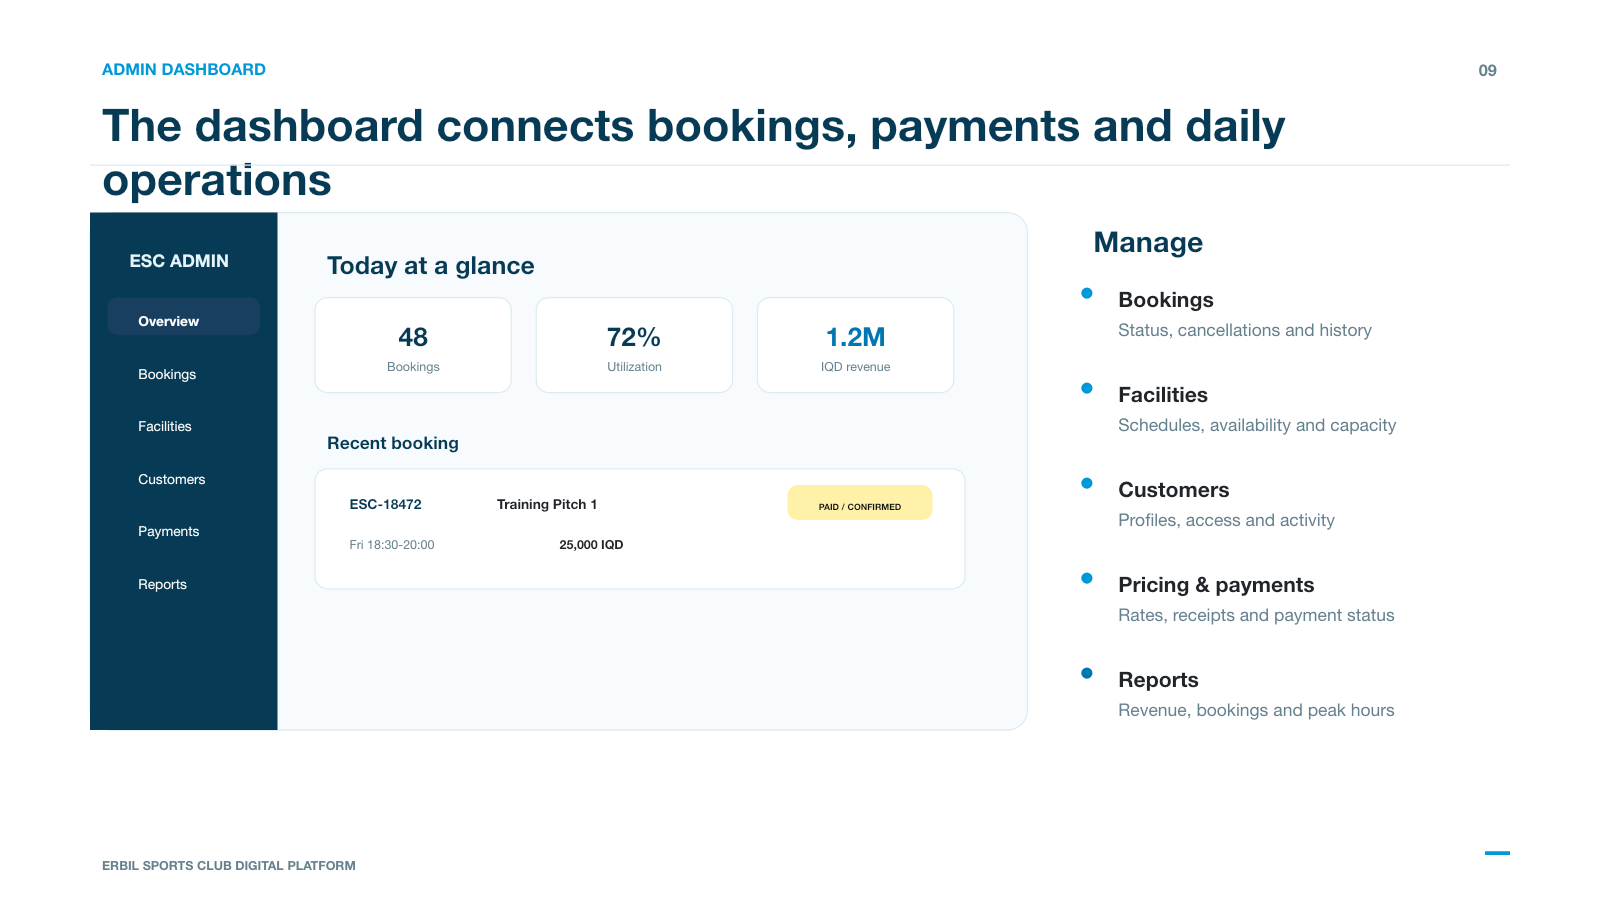 ADMIN DASHBOARD
09
The dashboard connects bookings, payments and daily
operations
ESC ADMIN
Overview
Bookings
Facilities
Customers
Payments
Reports
Today at a glance
48
Bookings
72%
Utilization
1.2M
IQD revenue
Recent booking
ESC-18472
Training Pitch 1
PAID / CONFIRMED
Fri 18:30-20:00
25,000 IQD
Manage
Bookings
Status, cancellations and history
Facilities
Schedules, availability and capacity
Customers
Profiles, access and activity
Pricing & payments
Rates, receipts and payment status
Reports
Revenue, bookings and peak hours
ERBIL SPORTS CLUB DIGITAL PLATFORM